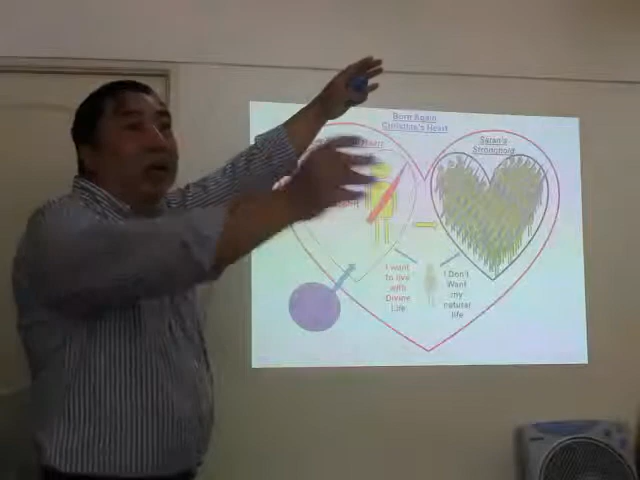 Born Again
Christian's Heart
Satan's
Stronghold
I want
to live
with
Divine
Life
I Don't
Want
my
natural
life